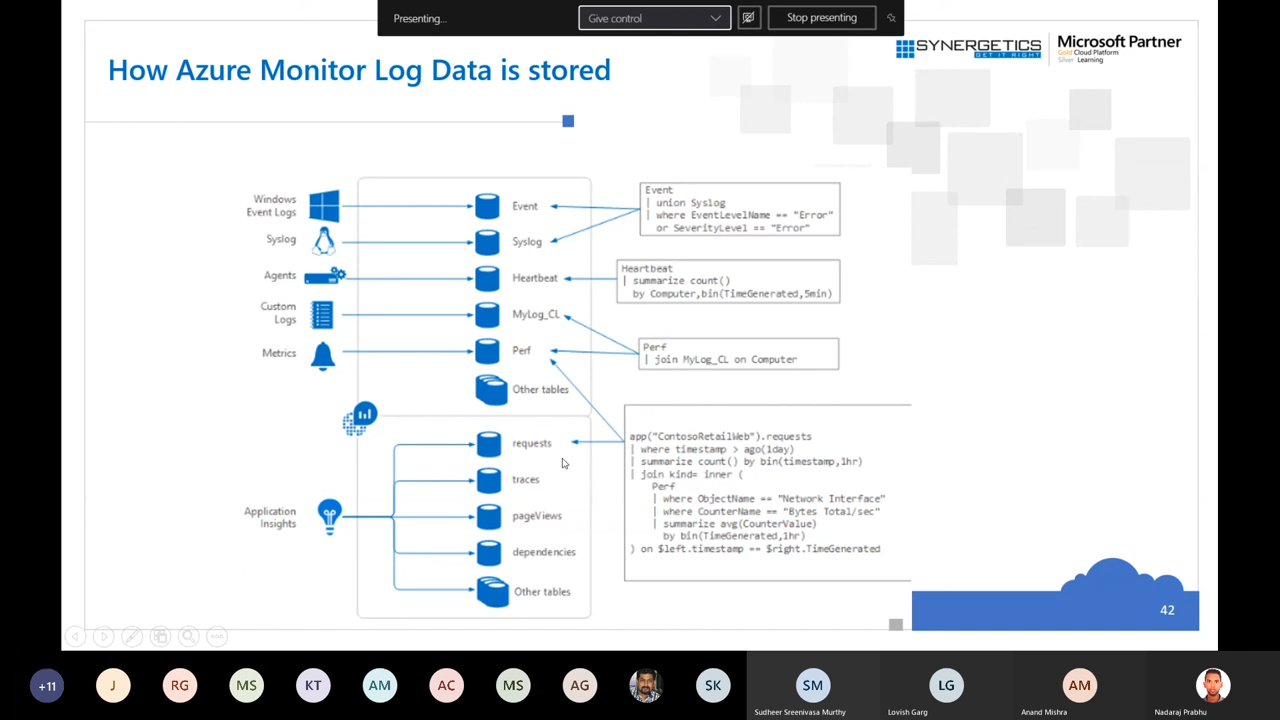 Presenting...
Give control
Stop presenting
How Azure Monitor Log Data is stored
SYNERGETICS
GET IT RIGHT
Microsoft Partner
Gold Cloud Platform
Silver Learning
Windows
Event Logs
Syslog
Agents
Custom
Logs
Metrics
Application
Insights
Event
Syslog
Heartbeat
MyLog_CL
Perf
Other tables
requests
traces
pageViews
dependencies
Other tables
Event
| union Syslog
| where EventLevelName == "Error"
or SeverityLevel == "Error"
Heartbeat
| summarize count()
by Computer,bin(TimeGenerated,5min)
Perf
| join MyLog_CL on Computer
app("ContosoRetailWeb").requests
| where timestamp > ago(1day)
| summarize count() by bin(timestamp,1hr)
| join kind= inner (
Perf
| where ObjectName == "Network Interface"
| where CounterName == "Bytes Total/sec"
| summarize avg(CounterValue)
by bin(TimeGenerated,1hr)
) on $left.timestamp == $right.TimeGenerated
42
+11
J
RG
MS
KT
AM
AC
MS
AG
SK
SM
LG
AM
Sudheer Sreenivasa Murthy
Lovish Garg
Anand Mishra
Nadaraj Prabhu